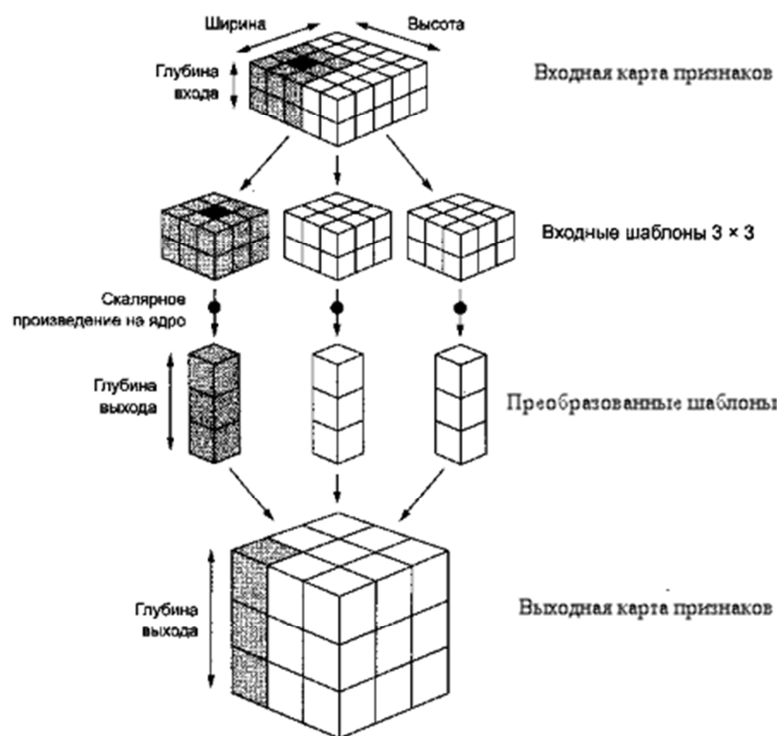 Ширина
Высота
Глубина
входа
Входная карта признаков
Входные шаблоны 3 × 3
Скалярное
произведение на ядро
Глубина
выхода
Преобразованные шаблоны
Глубина
выхода
Выходная карта признаков